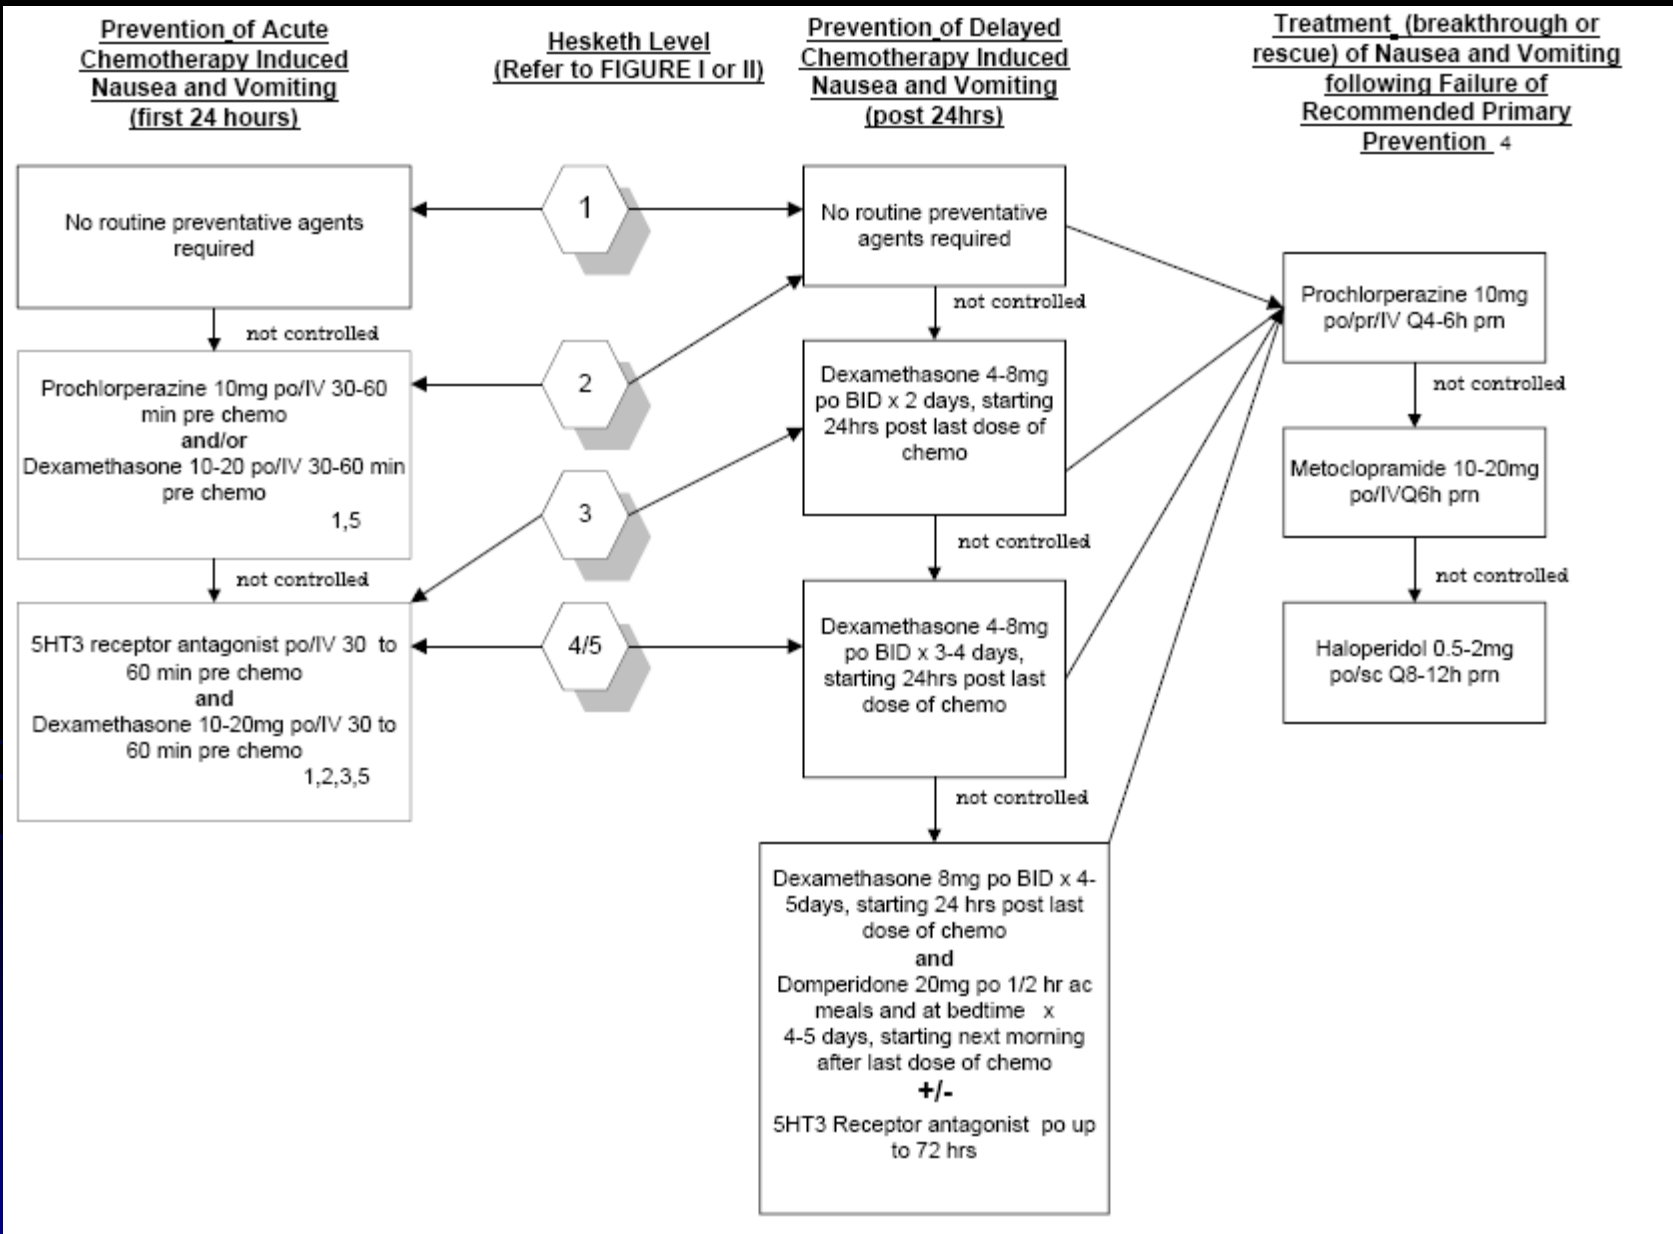 Prevention of Acute
Chemotherapy Induced
Nausea and Vomiting
(first 24 hours)
Hesketh Level
(Refer to FIGURE I or II)
Prevention of Delayed
Chemotherapy Induced
Nausea and Vomiting
(post 24hrs)
Treatment (breakthrough or
rescue) of Nausea and Vomiting
following Failure of
Recommended Primary
Prevention 4
No routine preventative agents
required
not controlled
Prochlorperazine 10mg po/IV 30-60
min pre chemo
and/or
Dexamethasone 10-20 po/IV 30-60 min
pre chemo
1,5
not controlled
5HT3 receptor antagonist po/IV 30 to
60 min pre chemo
and
Dexamethasone 10-20mg po/IV 30 to
60 min pre chemo
1,2,3,5
1
2
3
4/5
No routine preventative
agents required
not controlled
Dexamethasone 4-8mg
po BID x 2 days, starting
24hrs post last dose of
chemo
not controlled
Dexamethasone 4-8mg
po BID x 3-4 days,
starting 24hrs post last
dose of chemo
not controlled
Dexamethasone 8mg po BID x 4-
5days, starting 24 hrs post last
dose of chemo
and
Domperidone 20mg po 1/2 hr ac
meals and at bedtime x
4-5 days, starting next morning
after last dose of chemo
+/-
5HT3 Receptor antagonist po up
to 72 hrs
Prochlorperazine 10mg
po/pr/IV Q4-6h prn
not controlled
Metoclopramide 10-20mg
po/IVQ6h prn
not controlled
Haloperidol 0.5-2mg
po/sc Q8-12h prn